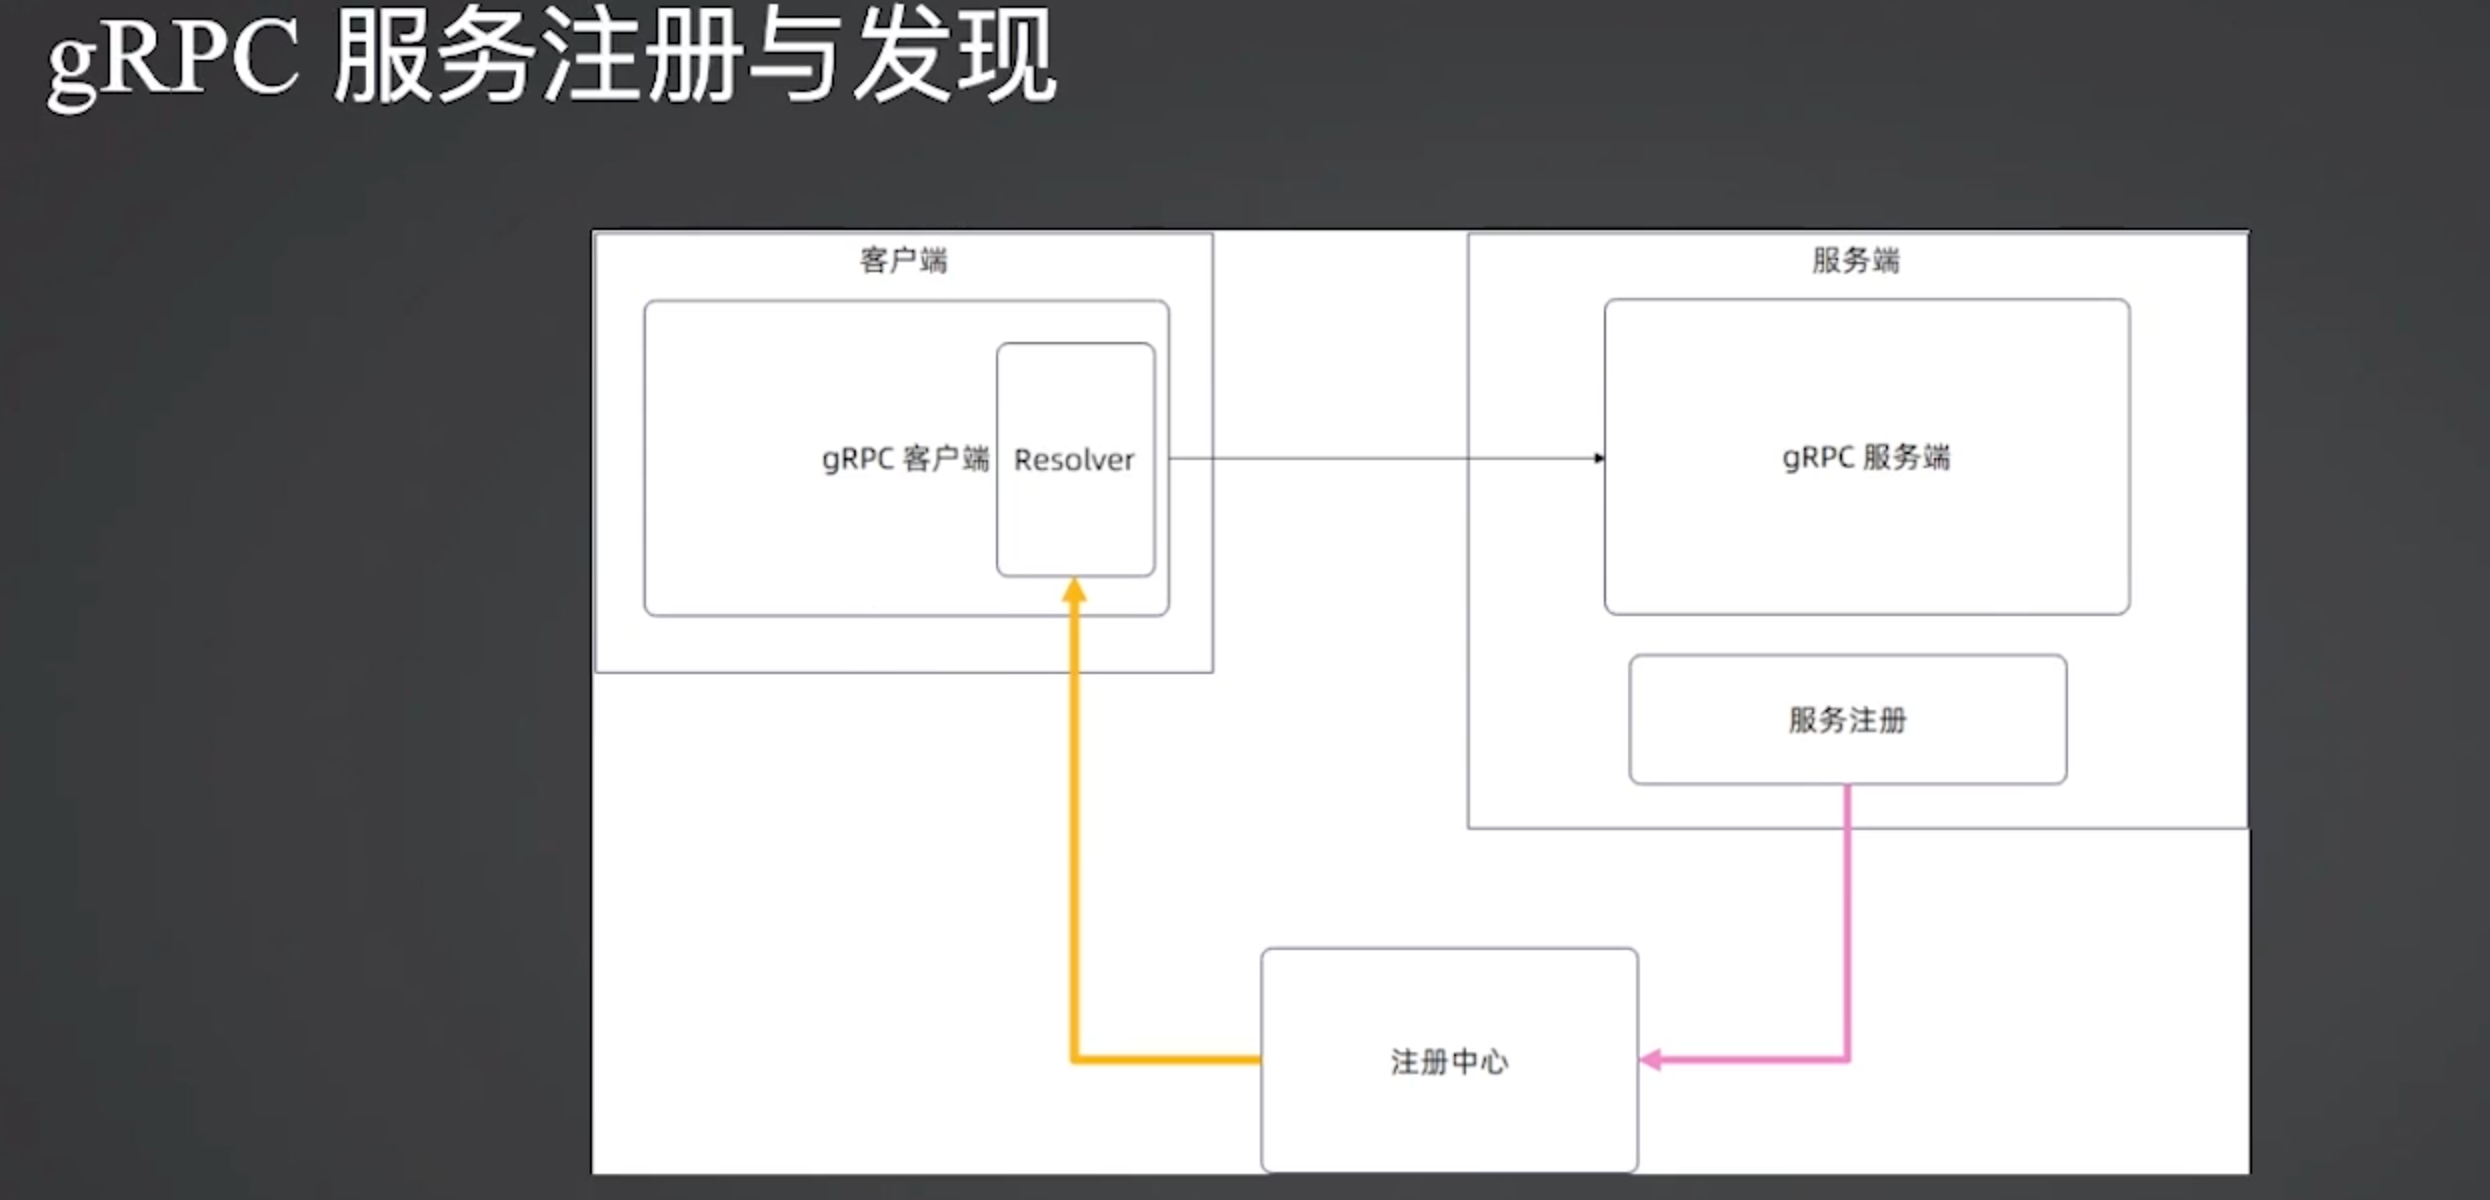 gRPC 服务注册与发现
客户端
服务端
gRPC 客户端
Resolver
gRPC 服务端
服务注册
注册中心